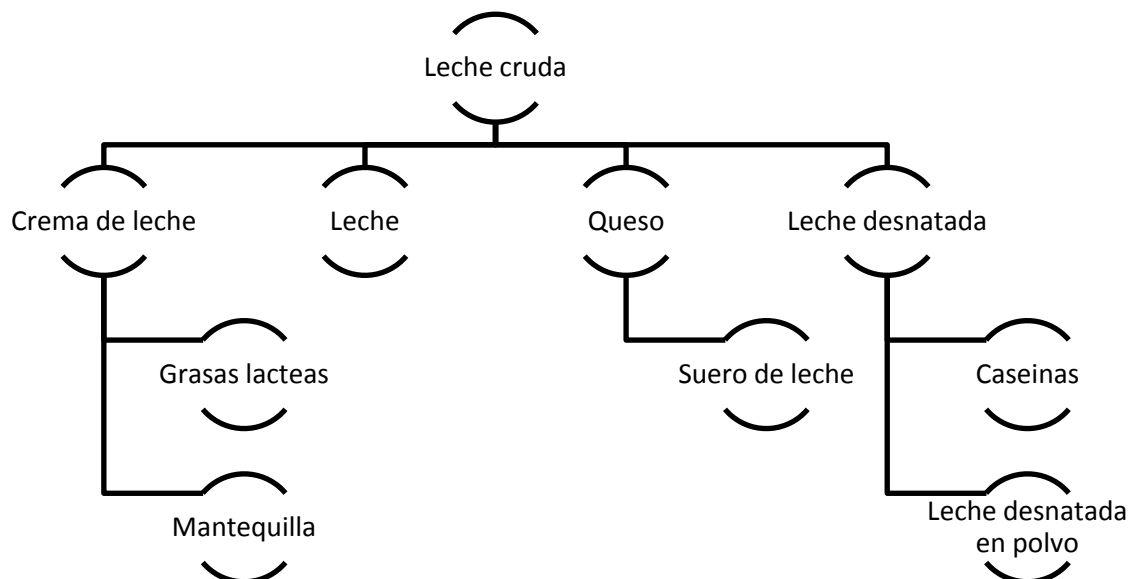 Leche cruda
Crema de leche
Leche
Queso
Leche desnatada
Grasas lacteas
Suero de leche
Caseinas
Mantequilla
Leche desnatada
en polvo